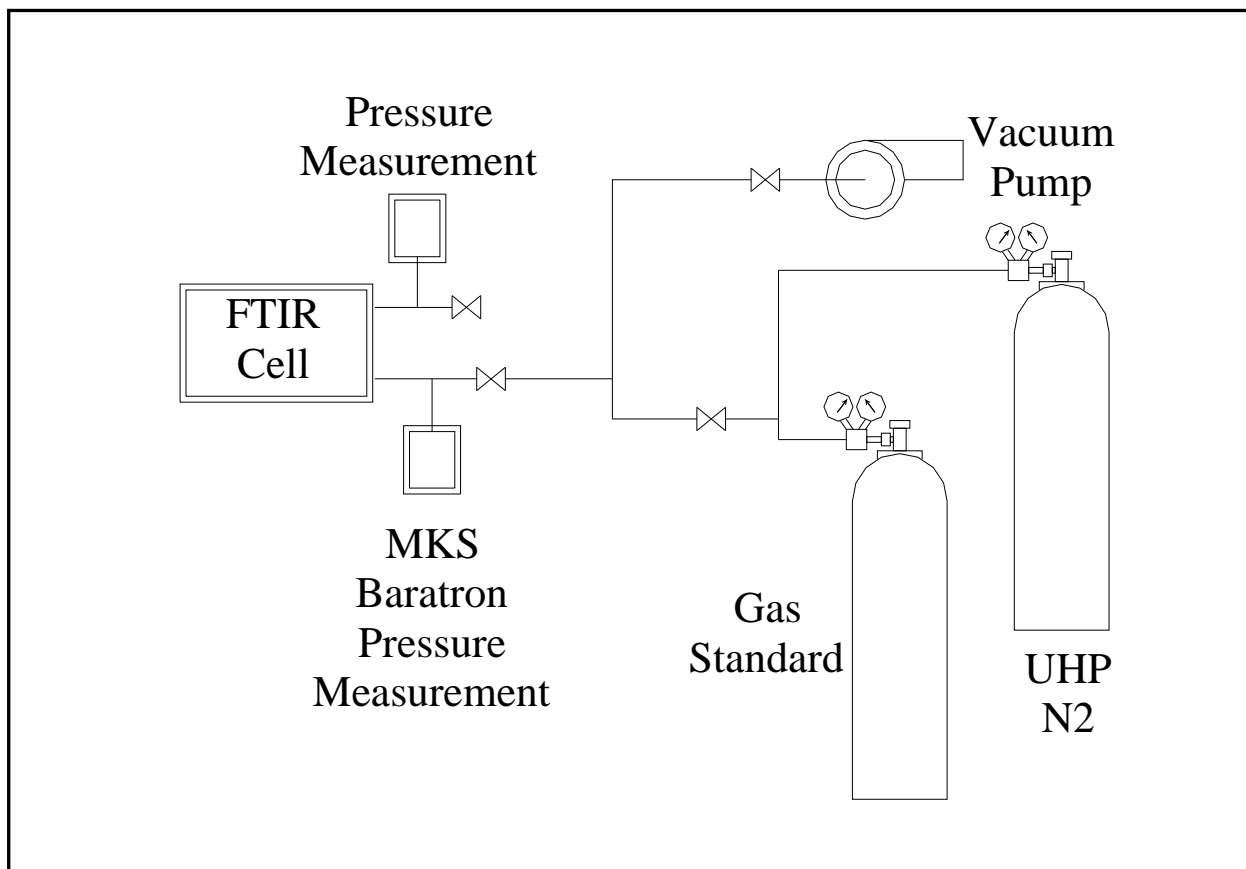 Pressure
Measurement
Vacuum
Pump
FTIR
Cell
MKS
Baratron
Pressure
Measurement
Gas
Standard
UHP
N2